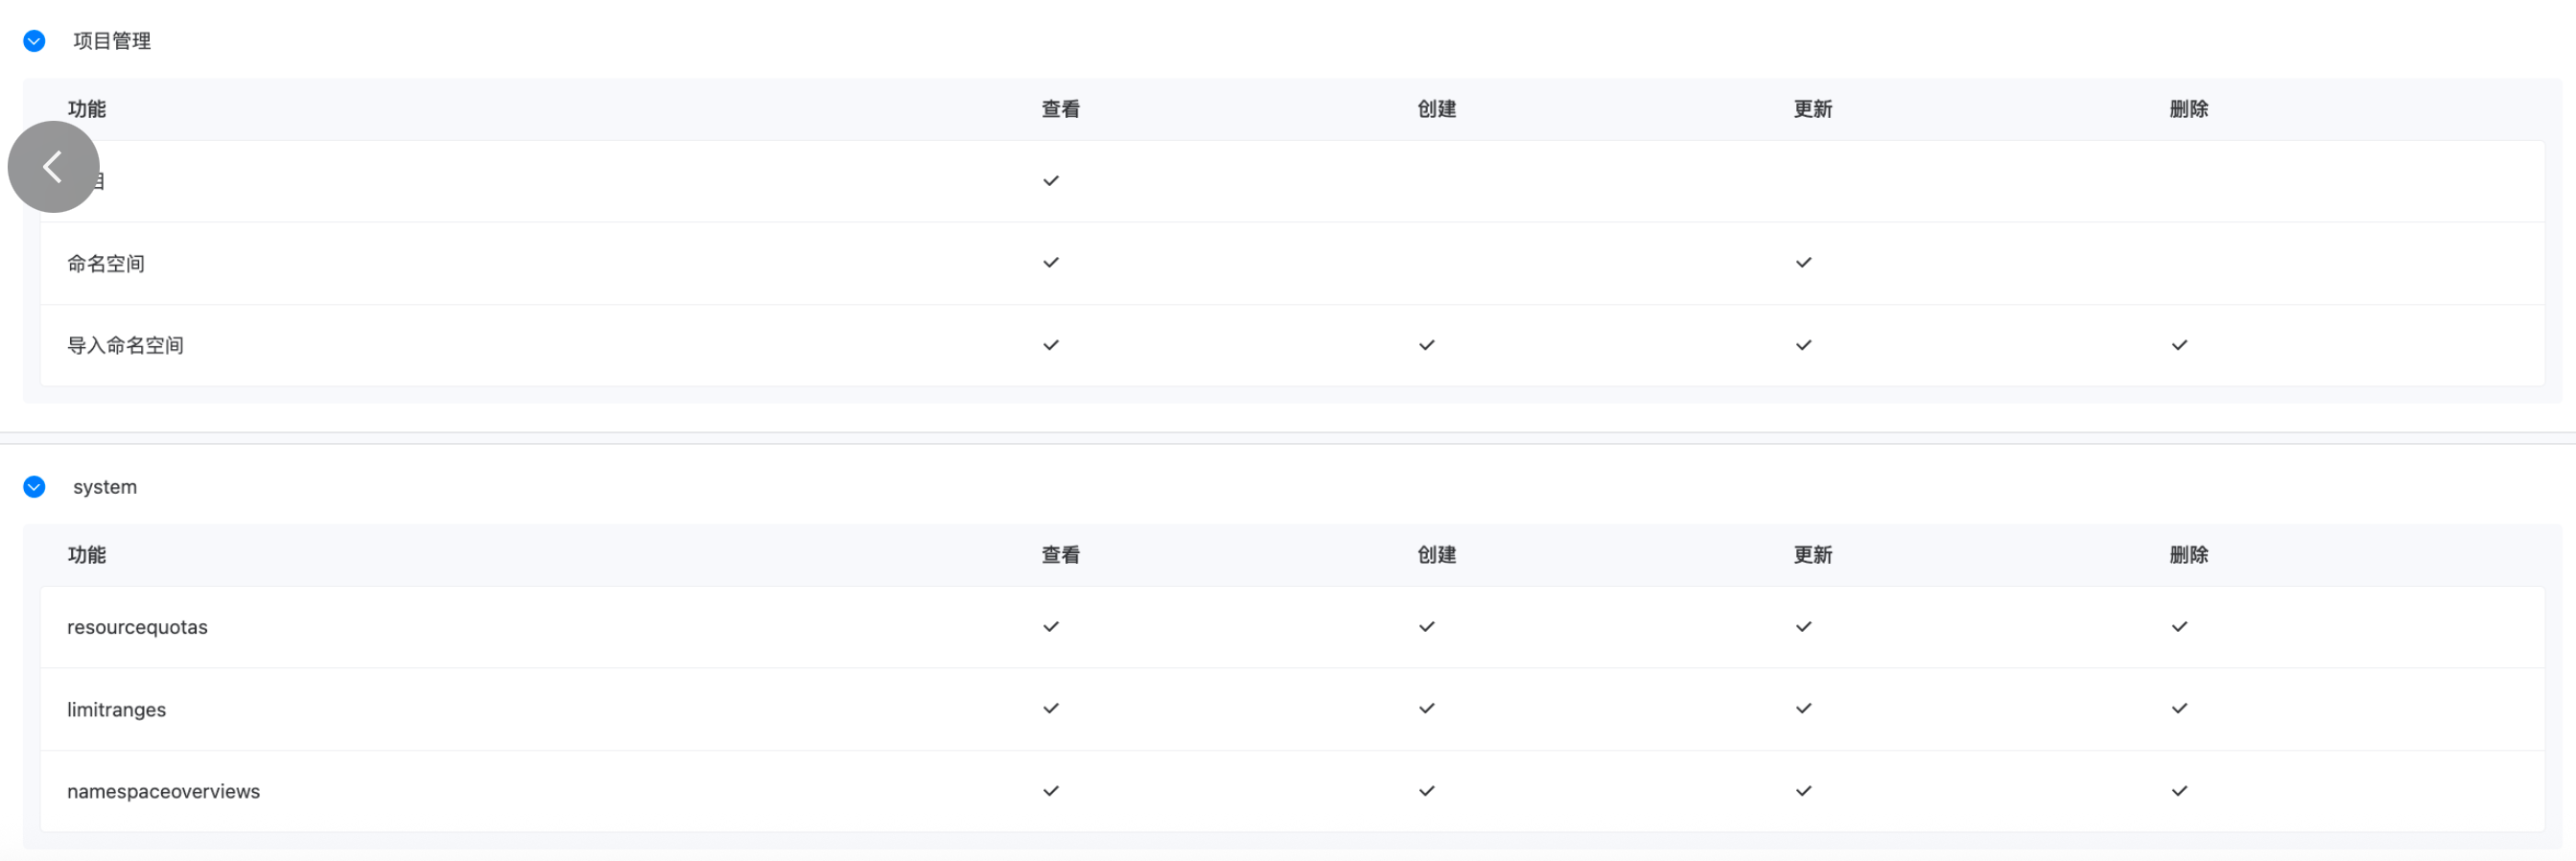 项目管理
功能 查看 创建 更新 删除
目
命名空间
导入命名空间
system
功能 查看 创建 更新 删除
resourcequotas
limitranges
namespaceoverviews